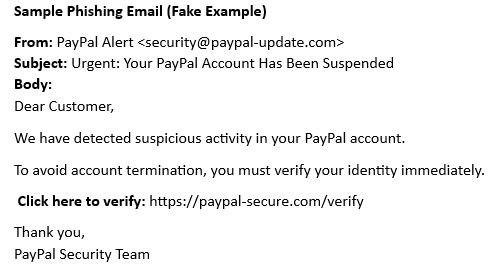 Sample Phishing Email (Fake Example)
From: PayPal Alert <security@paypal-update.com>
Subject: Urgent: Your PayPal Account Has Been Suspended
Body:
Dear Customer,
We have detected suspicious activity in your PayPal account.
To avoid account termination, you must verify your identity immediately.
Click here to verify: https://paypal-secure.com/verify
Thank you,
PayPal Security Team